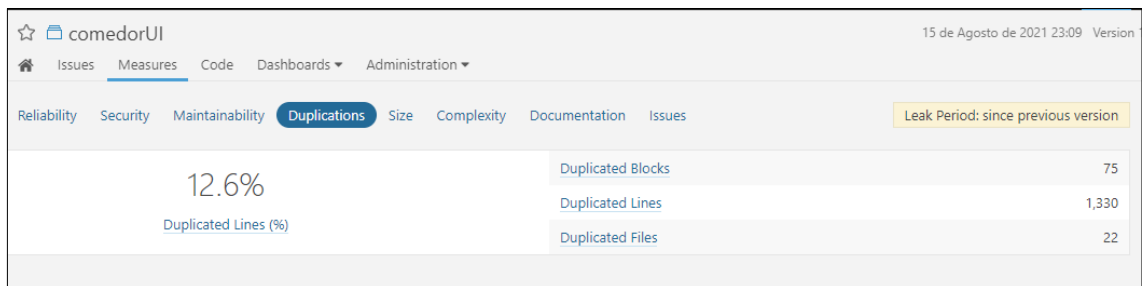 comedorUI
15 de Agosto de 2021 23:09 Version
Issues Measures Code Dashboards Administration
Reliability Security Maintainability Duplications Size Complexity Documentation Issues Leak Period: since previous version
12.6%
Duplicated Lines (%)
Duplicated Blocks 75
Duplicated Lines 1,330
Duplicated Files 22